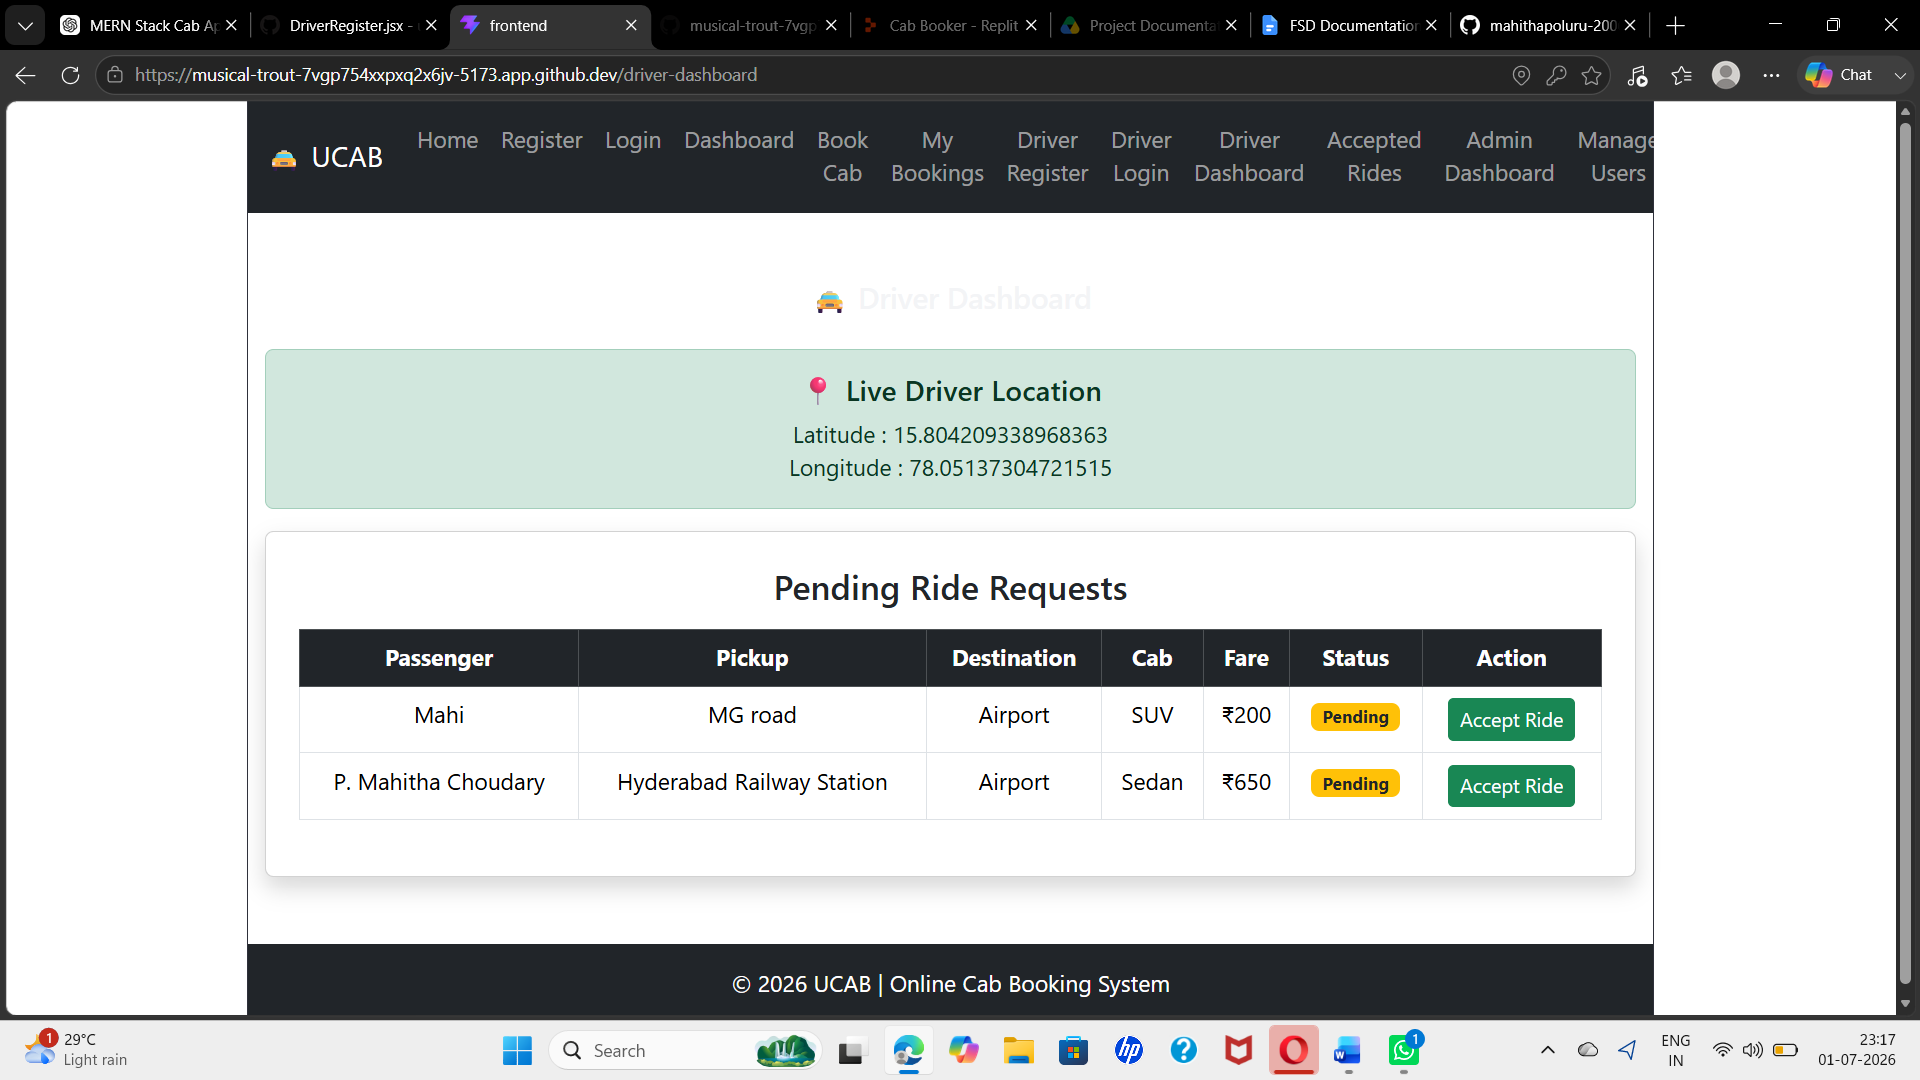 MERN Stack Cab Ap
DriverRegister.jsx -
frontend
musical-trout-7vgp
Cab Booker - Replit
Project Documenta
FSD Documentation
mahithapoluru-200
https://musical-trout-7vgp754xxpxq2x6jv-5173.app.github.dev/driver-dashboard
Chat
UCAB
Home
Register
Login
Dashboard
Book Cab
My Bookings
Driver Register
Driver Login
Driver Dashboard
Accepted Rides
Admin Dashboard
Manage Users
Driver Dashboard
Live Driver Location
Latitude : 15.804209338968363
Longitude : 78.05137304721515
Pending Ride Requests
Passenger Pickup Destination Cab Fare Status Action
Mahi MG road Airport SUV ₹200 Pending Accept Ride
P. Mahitha Choudary Hyderabad Railway Station Airport Sedan ₹650 Pending Accept Ride
© 2026 UCAB | Online Cab Booking System
1
29°C
Light rain
Search
hp
?
W
1
ENG
IN
23:17
01-07-2026